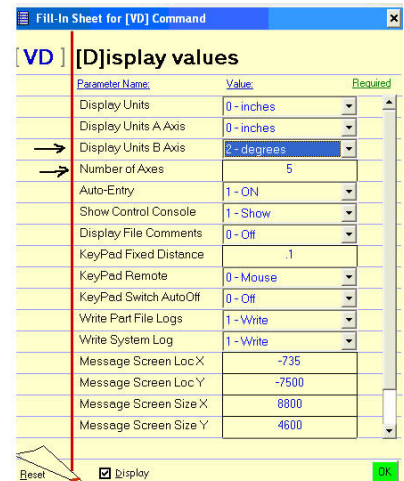 Fill-In Sheet for [VD] Command
[ VD ] [D]isplay values
Parameter Name: Value: Required
Display Units 0 - inches
Display Units A Axis 0 - inches
Display Units B Axis 2 - degrees
Number of Axes 5
Auto-Entry 1 - ON
Show Control Console 1 - Show
Display File Comments 0 - Off
KeyPad Fixed Distance .1
KeyPad Remote 0 - Mouse
KeyPad Switch AutoOff 0 - Off
Write Part File Logs 1 - Write
Write System Log 1 - Write
Message Screen Loc X -735
Message Screen Loc Y -7500
Message Screen Size X 8800
Message Screen Size Y 4600
Reset Display OK